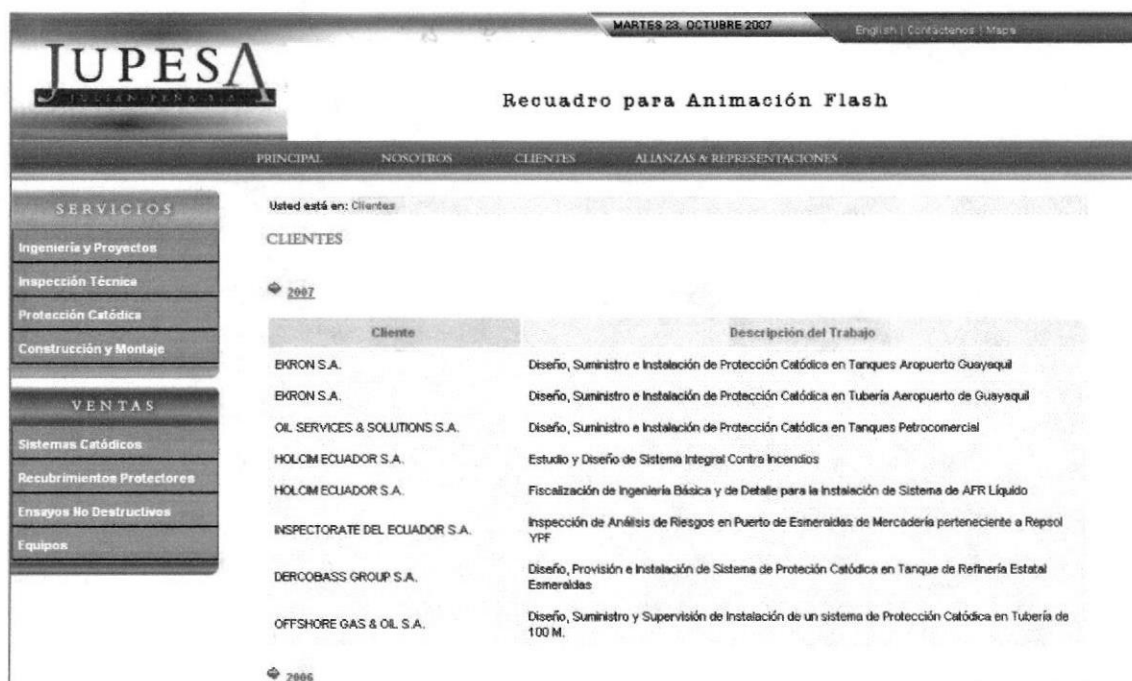 MARTES 23, OCTUBRE 2007
English | Contáctenos | Mapa
JUPESA
JULIAN PEÑA S.A.
Recuadro para Animación Flash
PRINCIPAL NOSOTROS CLIENTES ALIANZAS & REPRESENTACIONES
SERVICIOS
Ingeniería y Proyectos
Inspección Técnica
Protección Catódica
Construcción y Montaje
VENTAS
Sistemas Catódicos
Recubrimientos Protectores
Ensayos No Destructivos
Equipos
Usted está en: Clientes
CLIENTES
2007
Cliente Descripción del Trabajo
EKRON S.A. Diseño, Suministro e Instalación de Protección Catódica en Tanques Aropuerto Guayaquil
EKRON S.A. Diseño, Suministro e Instalación de Protección Catódica en Tubería Aeropuerto de Guayaquil
OIL SERVICES & SOLUTIONS S.A. Diseño, Suministro e Instalación de Protección Catódica en Tanques Petrocomercial
HOLCIM ECUADOR S.A. Estudio y Diseño de Sistema Integral Contra Incendios
HOLCIM ECUADOR S.A. Fiscalización de Ingeniería Básica y de Detalle para la Instalación de Sistema de AFR Líquido
INSPECTORATE DEL ECUADOR S.A. Inspección de Análisis de Riesgos en Puerto de Esmeraldas de Mercadería perteneciente a Repsol
YPF
DERCOBASS GROUP S.A. Diseño, Provisión e Instalación de Sistema de Proteción Catódica en Tanque de Refinería Estatal
Esmeraldas
OFFSHORE GAS & OIL S.A. Diseño, Suministro y Supervisión de Instalación de un sistema de Protección Catódica en Tubería de
100 M.
2006